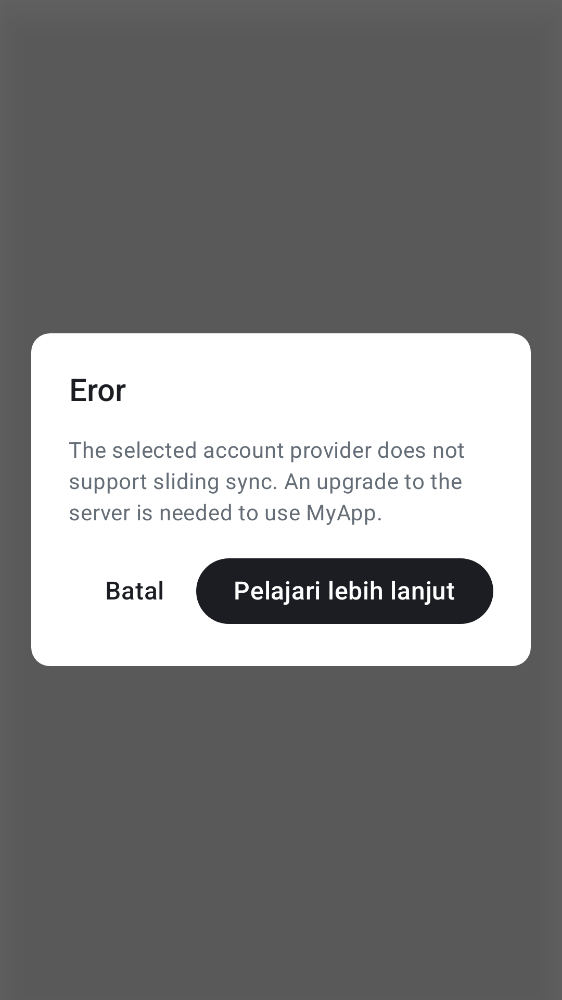 Eror
The selected account provider does not
support sliding sync. An upgrade to the
server is needed to use MyApp.
Batal
Pelajari lebih lanjut